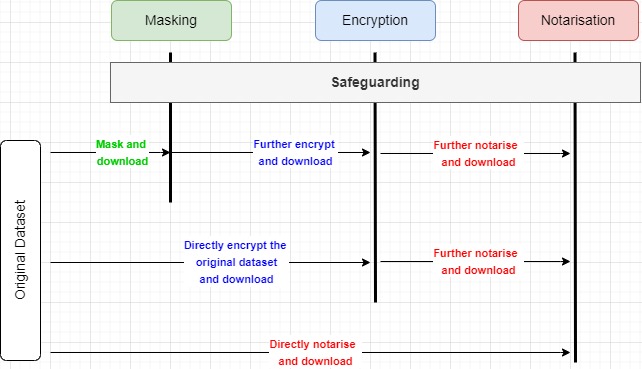 Masking
Encryption
Notarisation
Safeguarding
Original Dataset
Mask and
download
Further encrypt
and download
Further notarise
and download
Directly encrypt the
original dataset
and download
Further notarise
and download
Directly notarise
and download